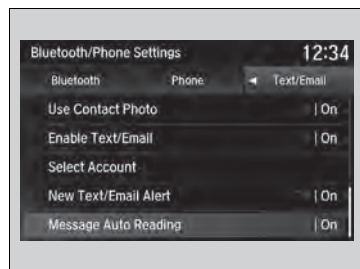 Bluetooth/Phone Settings 12:34
Bluetooth Phone ◄ Text/Email
Use Contact Photo | On
Enable Text/Email | On
Select Account
New Text/Email Alert | On
Message Auto Reading | On